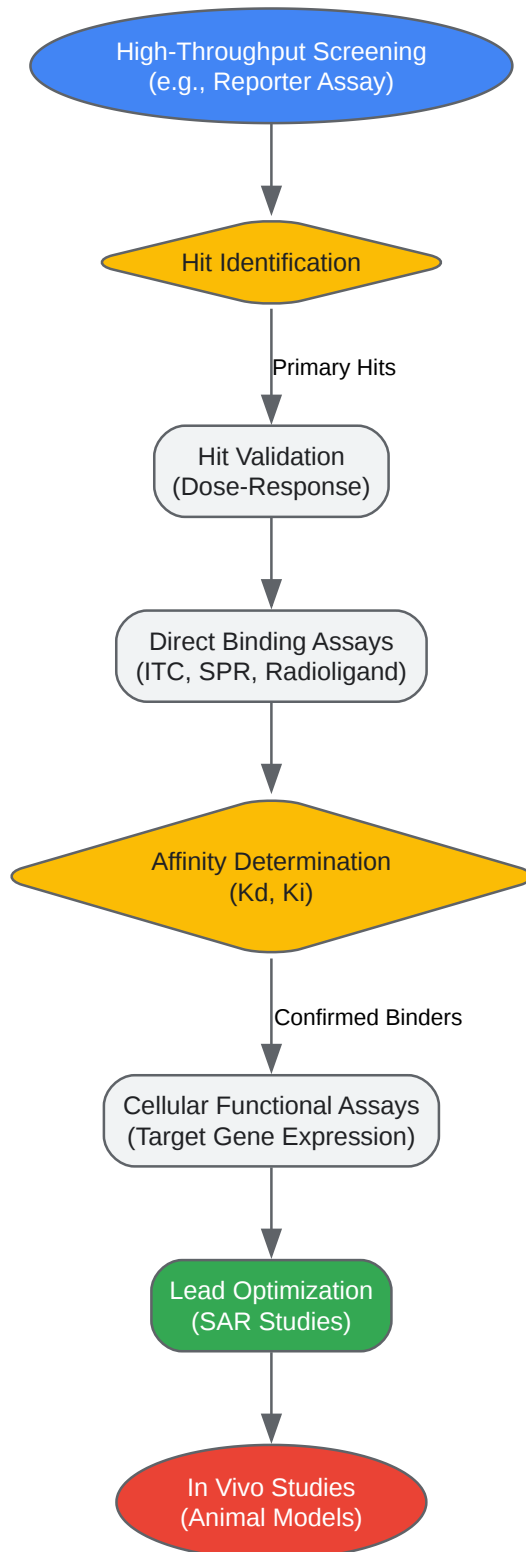 High-Throughput Screening
(e.g., Reporter Assay)
Hit Identification
Primary Hits
Hit Validation
(Dose-Response)
Direct Binding Assays
(ITC, SPR, Radioligand)
Affinity Determination
(Kd, Ki)
Confirmed Binders
Cellular Functional Assays
(Target Gene Expression)
Lead Optimization
(SAR Studies)
In Vivo Studies
(Animal Models)